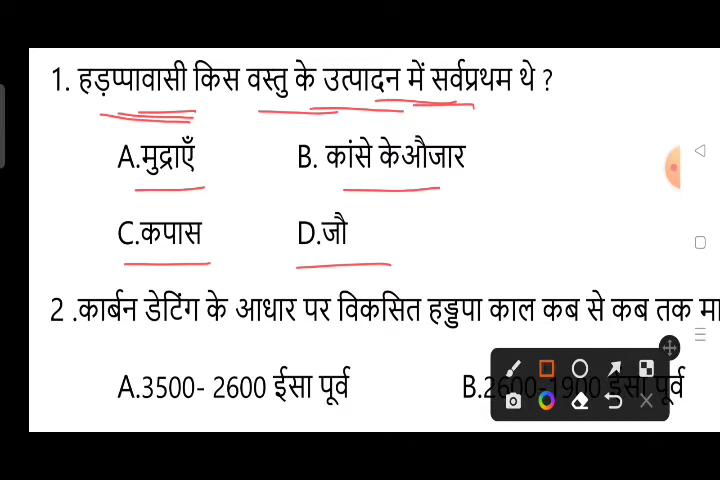 1. हड़प्पावासी किस वस्तु के उत्पादन में सर्वप्रथम थे ?
A.मुद्राएँ B. कांसे केऔजार
C.कपास D.जौ
2 .कार्बन डेटिंग के आधार पर विकसित हड्डपा काल कब से कब तक मा
A.3500- 2600 ईसा पूर्व B.2600-1900 ईसा पूर्व